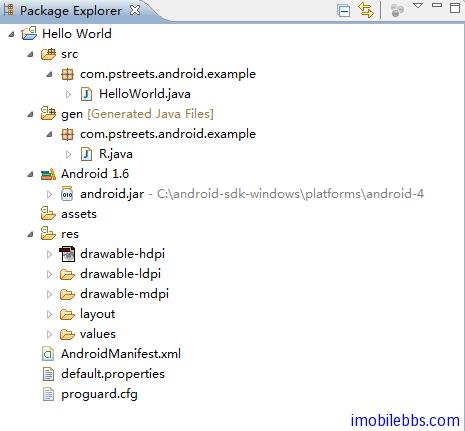 Package Explorer
Hello World
src
com.pstreets.android.example
HelloWorld.java
gen [Generated Java Files]
com.pstreets.android.example
R.java
Android 1.6
android.jar - C:\android-sdk-windows\platforms\android-4
assets
res
drawable-hdpi
drawable-ldpi
drawable-mdpi
layout
values
AndroidManifest.xml
default.properties
proguard.cfg
imobilebbs.com